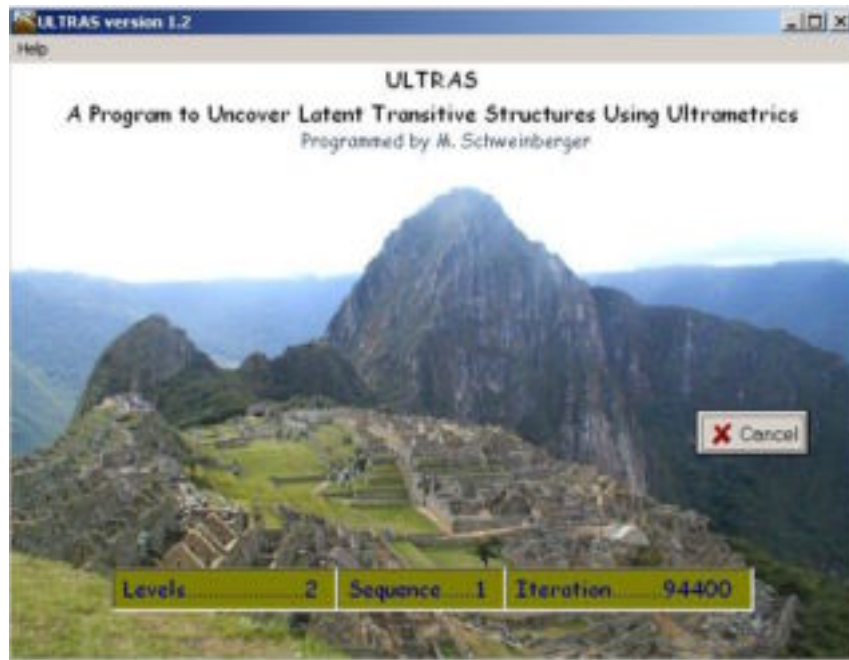 ULTRAS version 1.2
Help
ULTRAS
A Program to Uncover Latent Transitive Structures Using Ultrametrics
Programmed by M. Schweinberger
Cancel
Levels...................2 Sequence.....1 Iteration........94400